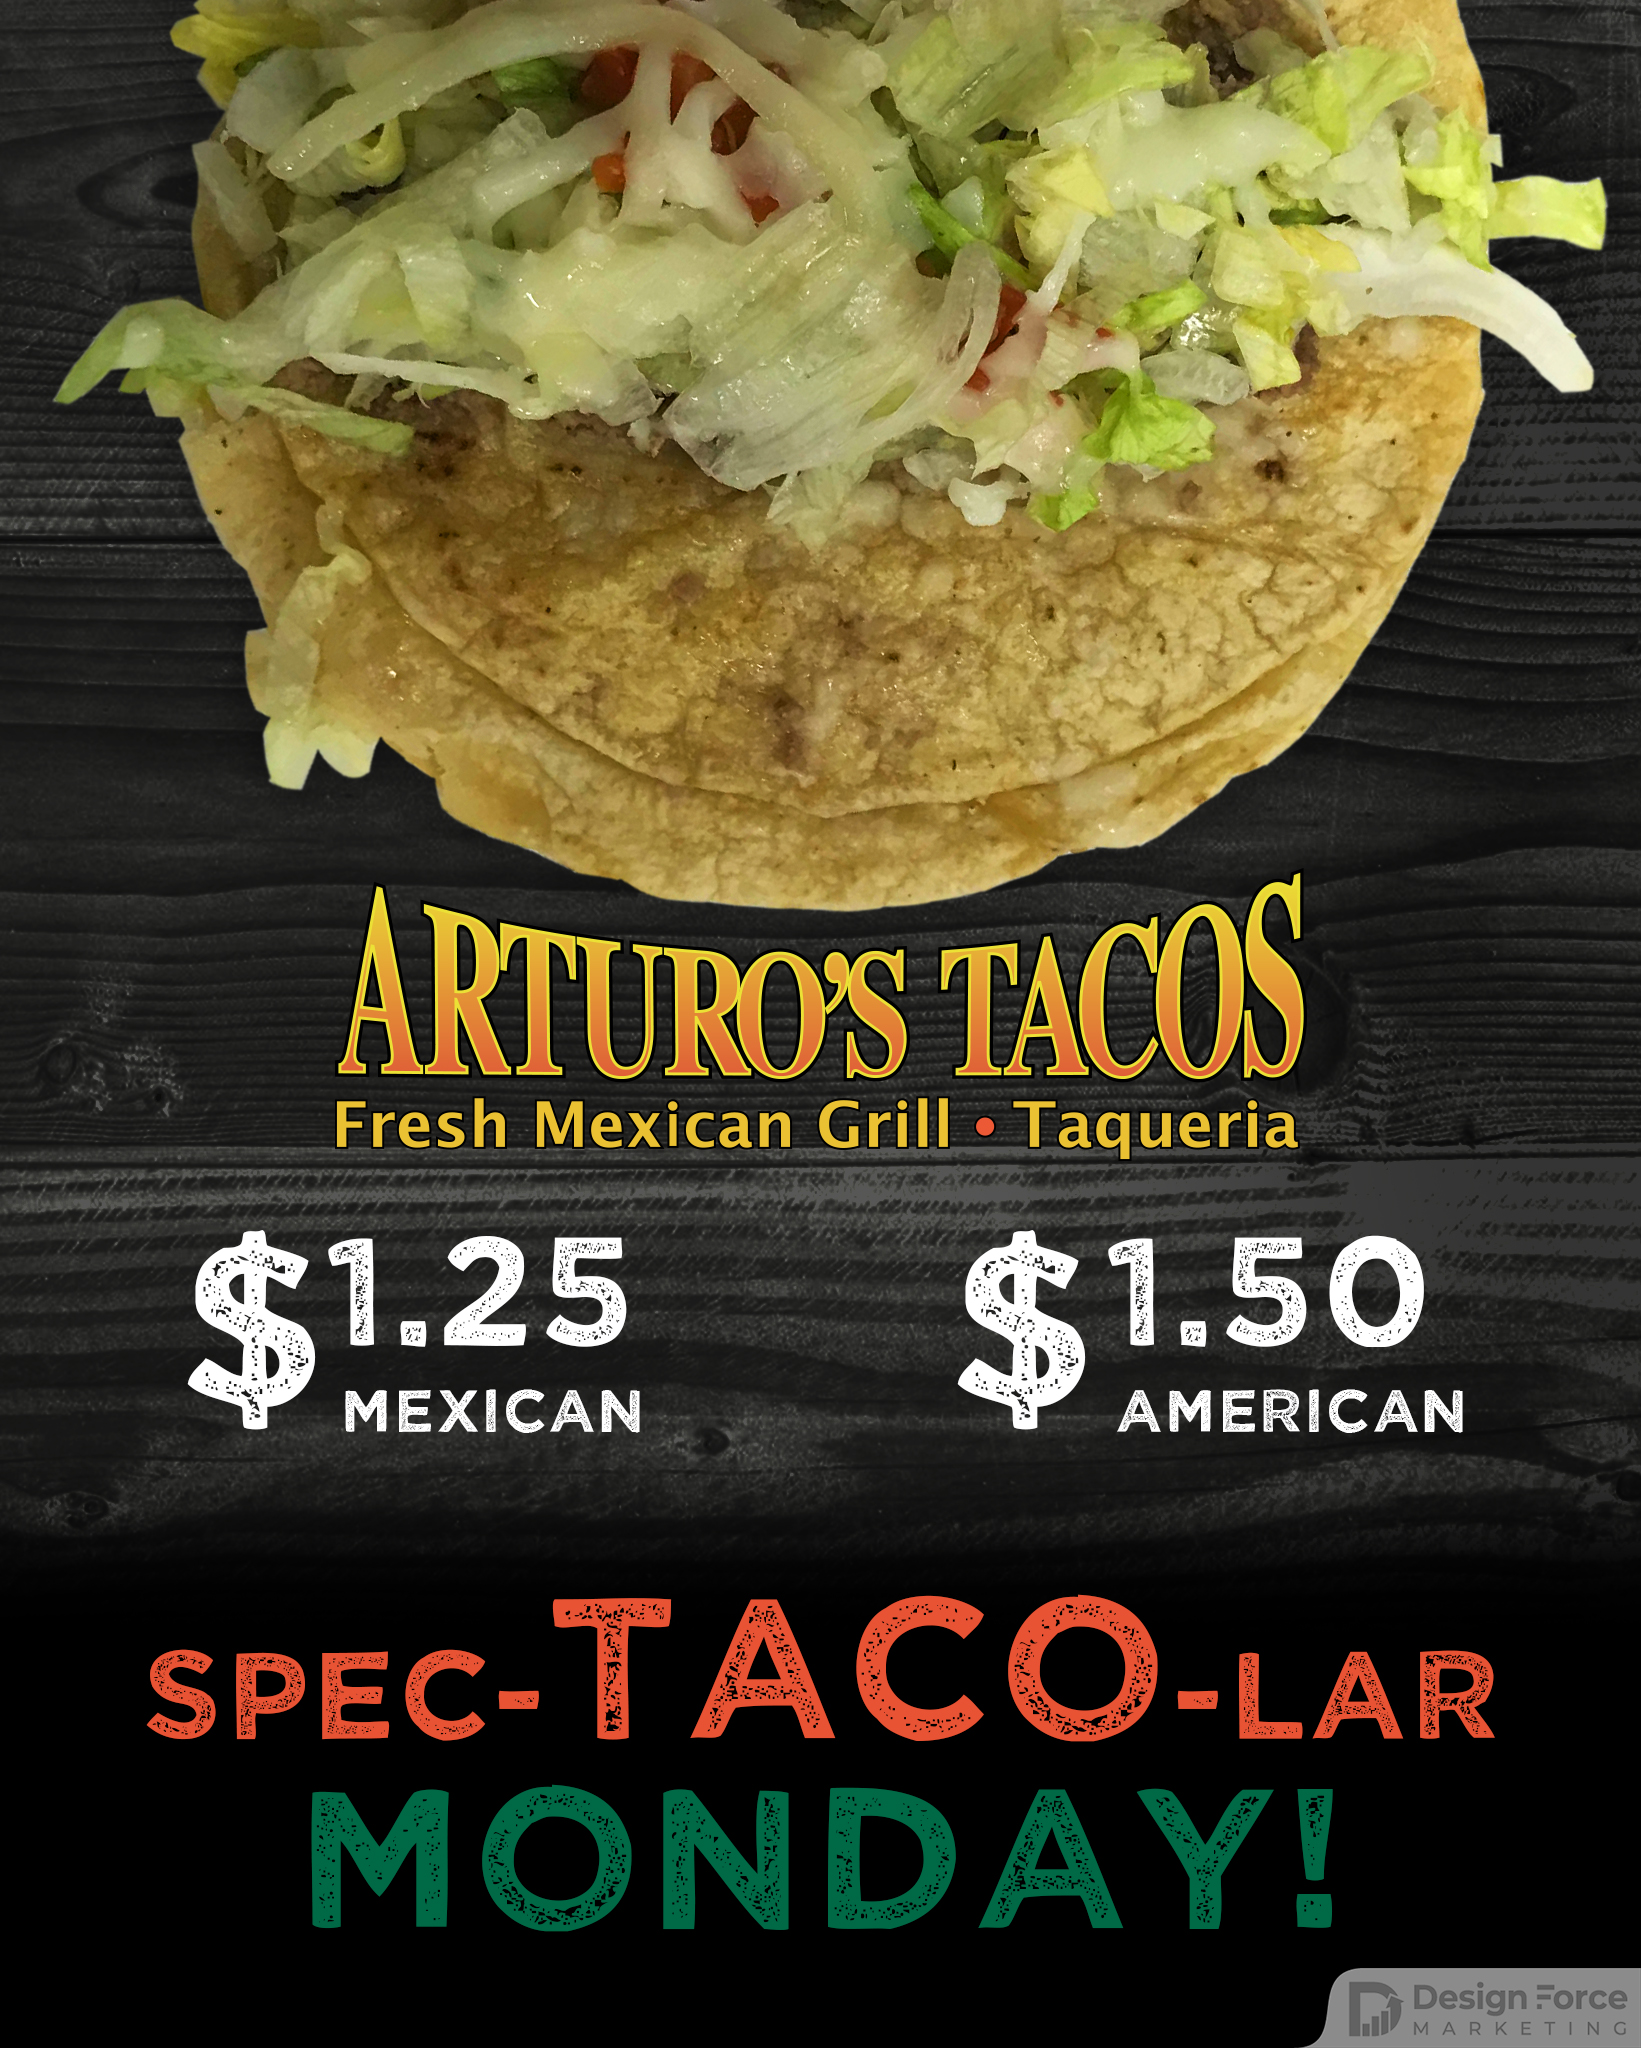 ARTURO'S TACOS
Fresh Mexican Grill • Taqueria
$1.25
MEXICAN
$1.50
AMERICAN
SPEC-TACO-LAR
MONDAY!
Design Force
MARKETING